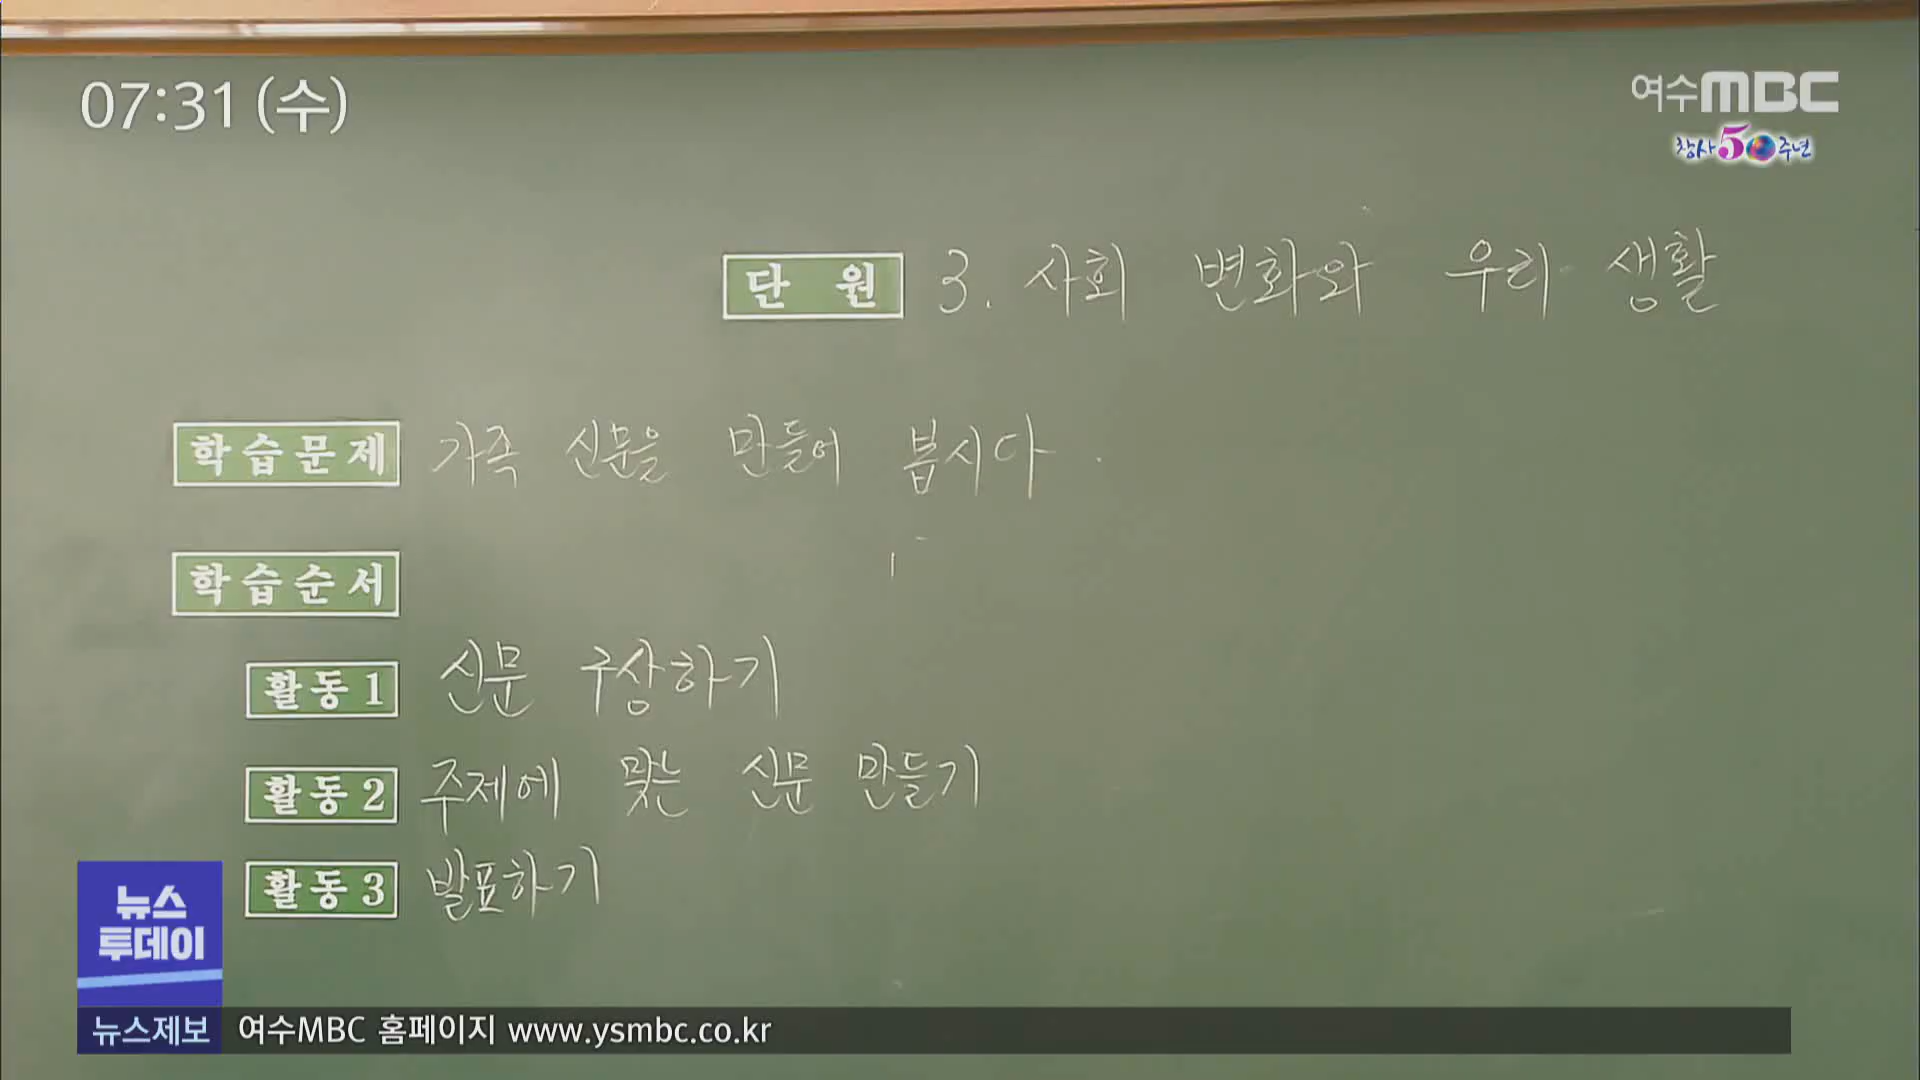 07:31 (수)
여수MBC
창사50주년
단원 3. 사회 변화와 우리 생활
학습문제 가족 신문을 만들어 봅시다.
학습순서
활동1 신문 구상하기
활동2 주제에 맞는 신문 만들기
활동3 발표하기
뉴스
투데이
뉴스제보 여수MBC 홈페이지 www.ysmbc.co.kr